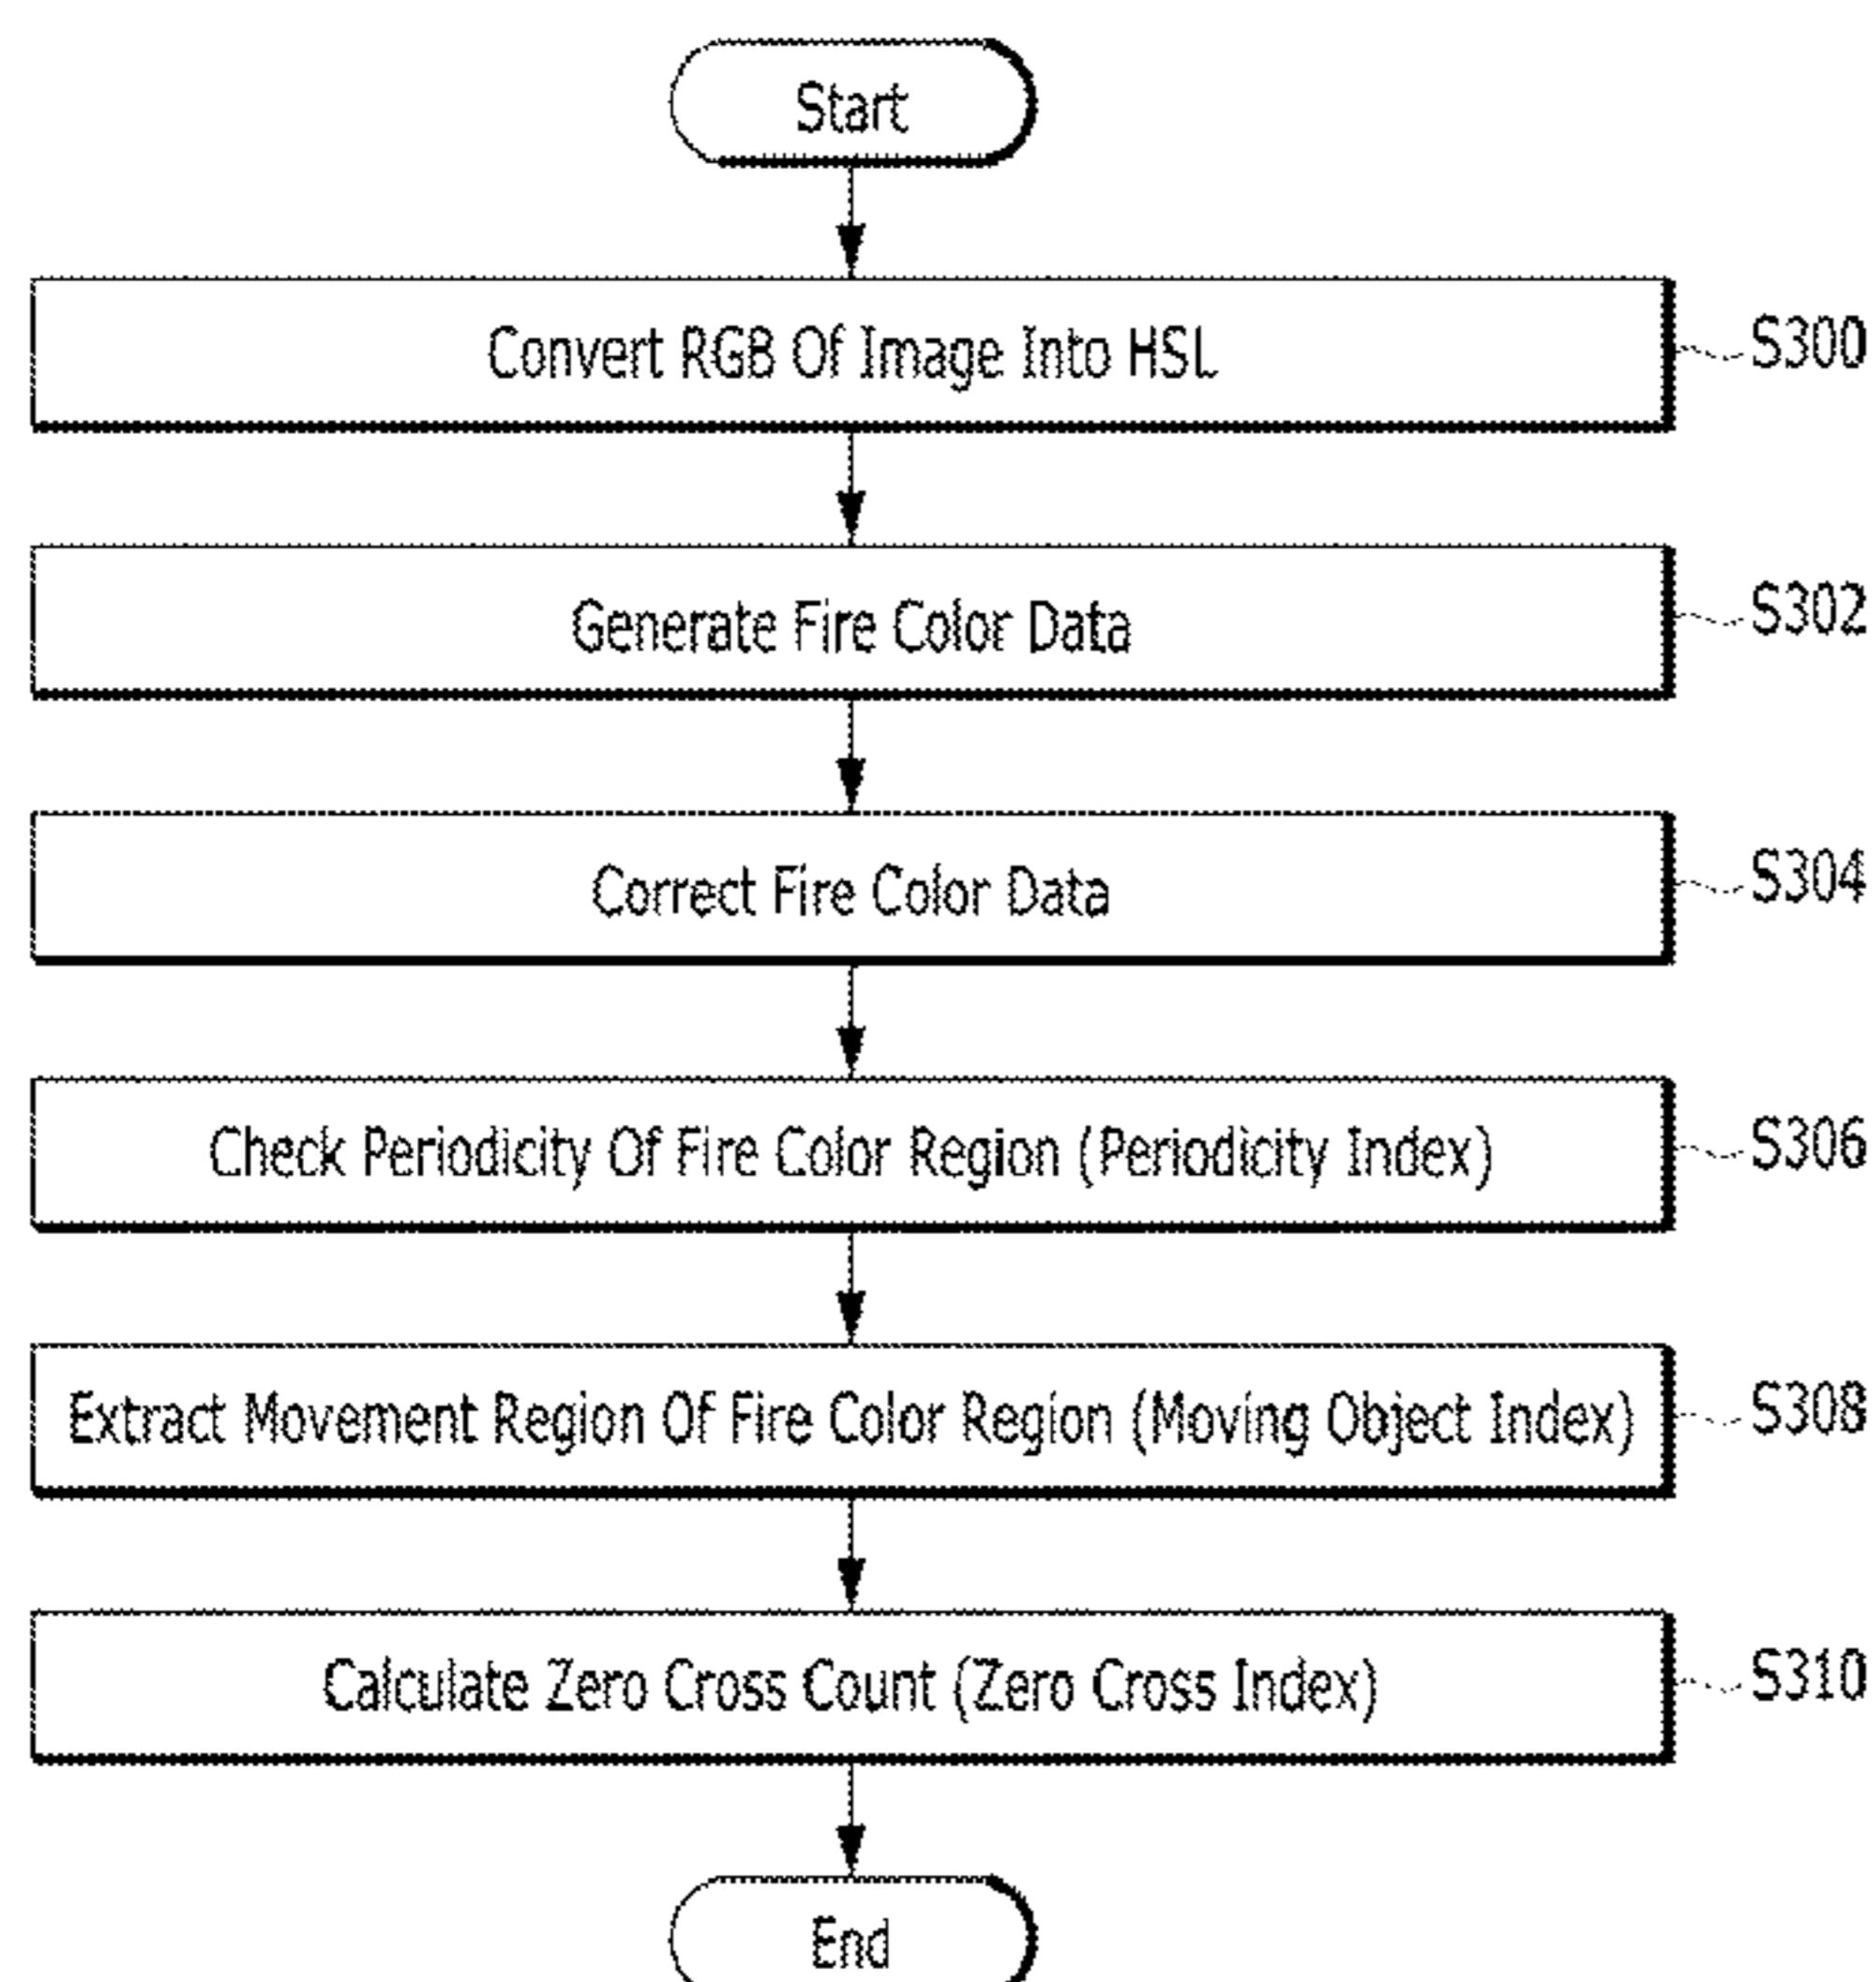 Start
Convert RGB Of Image Into HSL
S300
Generate Fire Color Data
S302
Correct Fire Color Data
S304
Check Periodicity Of Fire Color Region (Periodicity Index)
S306
Extract Movement Region Of Fire Color Region (Moving Object Index)
S308
Calculate Zero Cross Count (Zero Cross Index)
S310
End